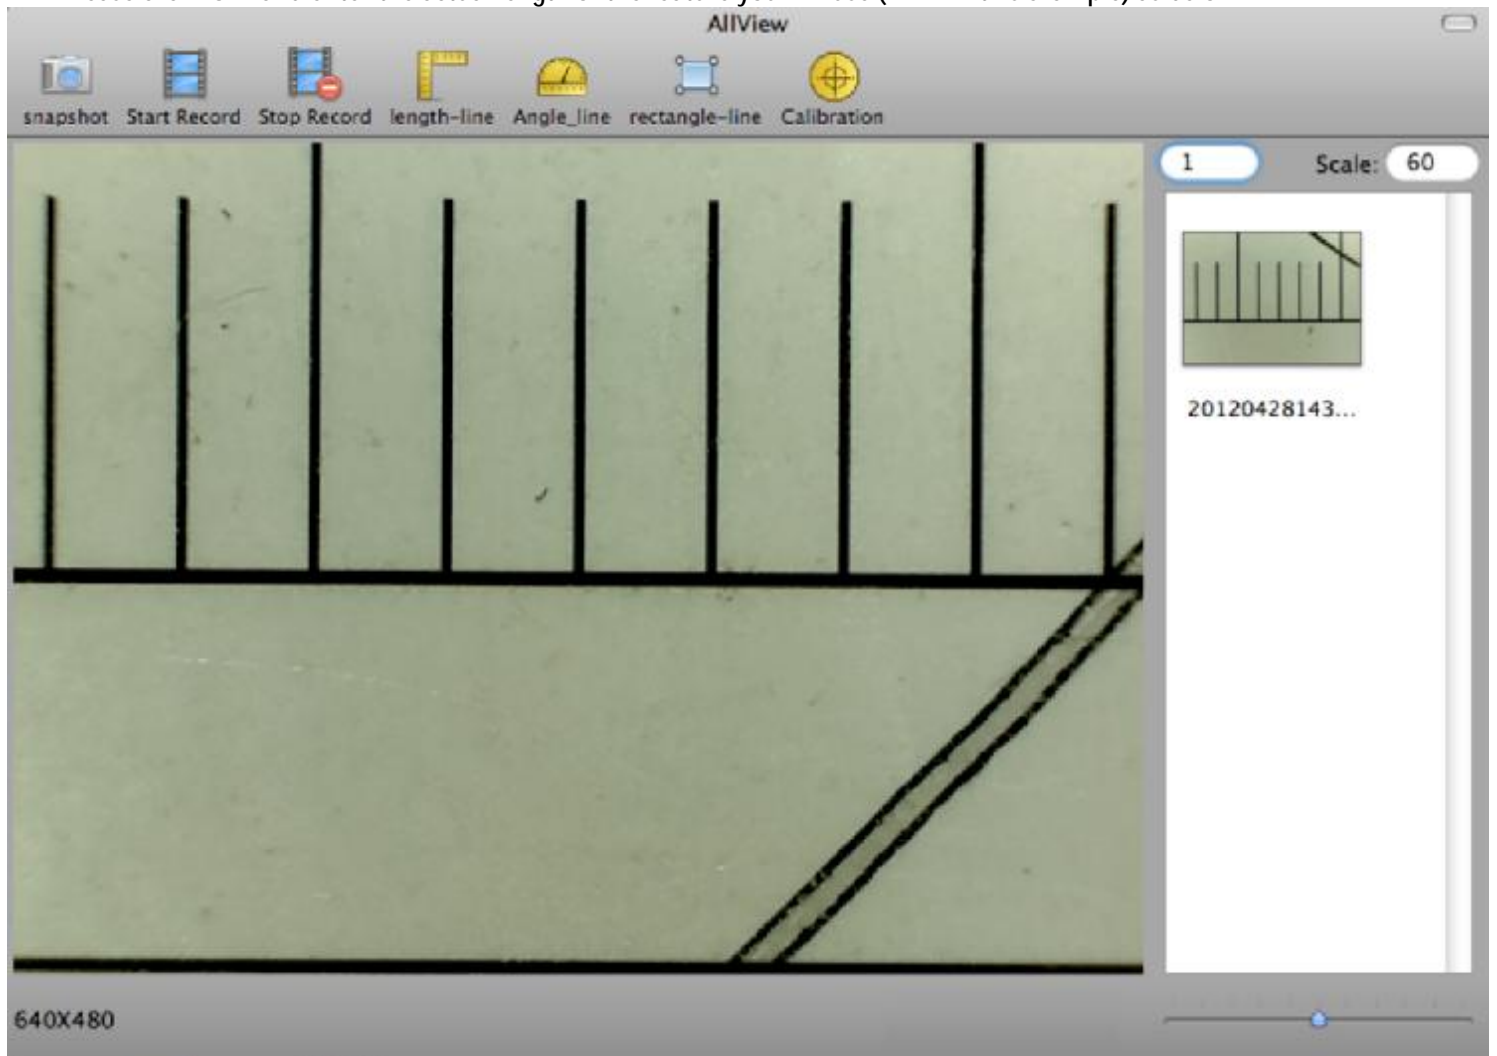 AllView
snapshot Start Record Stop Record length-line Angle_line rectangle-line Calibration
1 Scale: 60
20120428143...
640X480